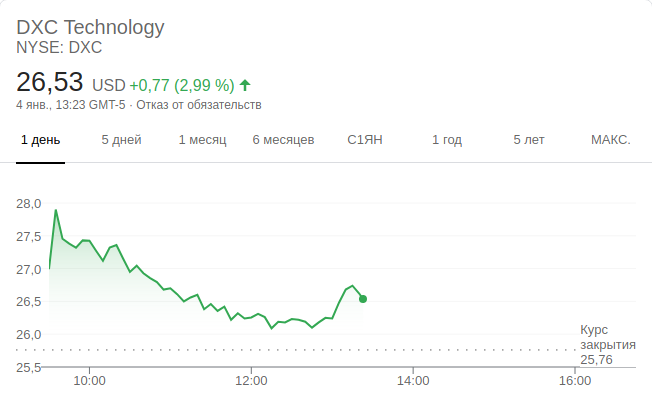 DXC Technology
NYSE: DXC
26,53 USD +0,77 (2,99 %)
4 янв., 13:23 GMT-5 · Отказ от обязательств
1 день 5 дней 1 месяц 6 месяцев С1ЯН 1 год 5 лет МАКС.
28,0
27,5
27,0
26,5
26,0
25,5
Курс
закрытия
25,76
10:00 12:00 14:00 16:00